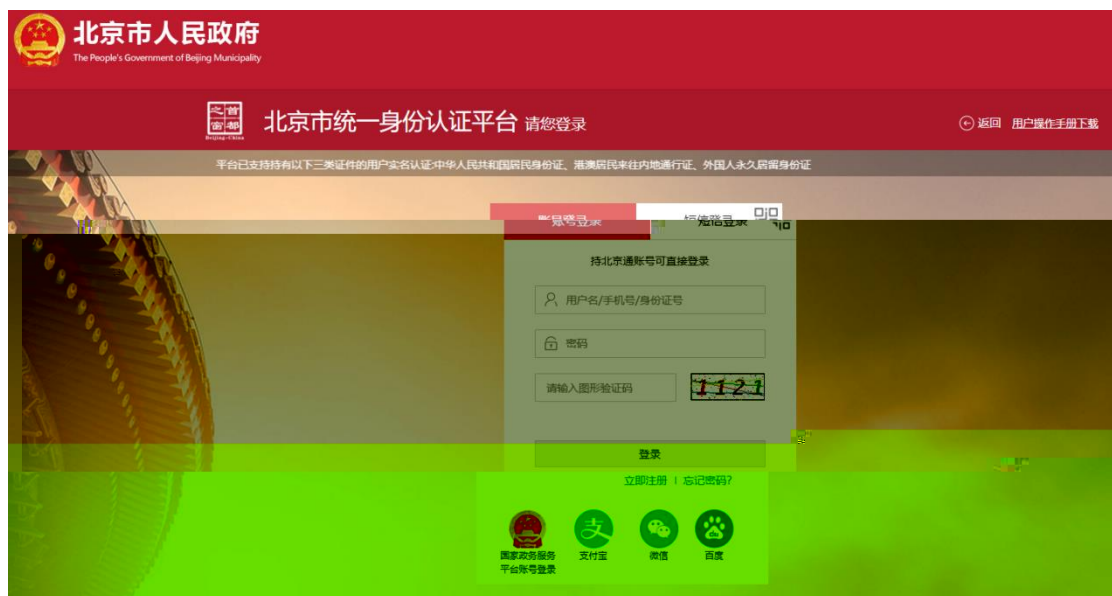 北京市人民政府
The People's Government of Beijing Municipality
首都之窗
Beijing-China
北京市统一身份认证平台 请您登录
返回 用户操作手册下载
平台已支持持有以下三类证件的用户实名认证:中华人民共和国居民身份证、港澳居民来往内地通行证、外国人永久居留身份证
账号登录 短信登录
持北京通账号可直接登录
用户名/手机号/身份证号
密码
请输入图形验证码 1121
登录
立即注册 | 忘记密码?
国家政务服务
平台账号登录
支付宝
微信
百度